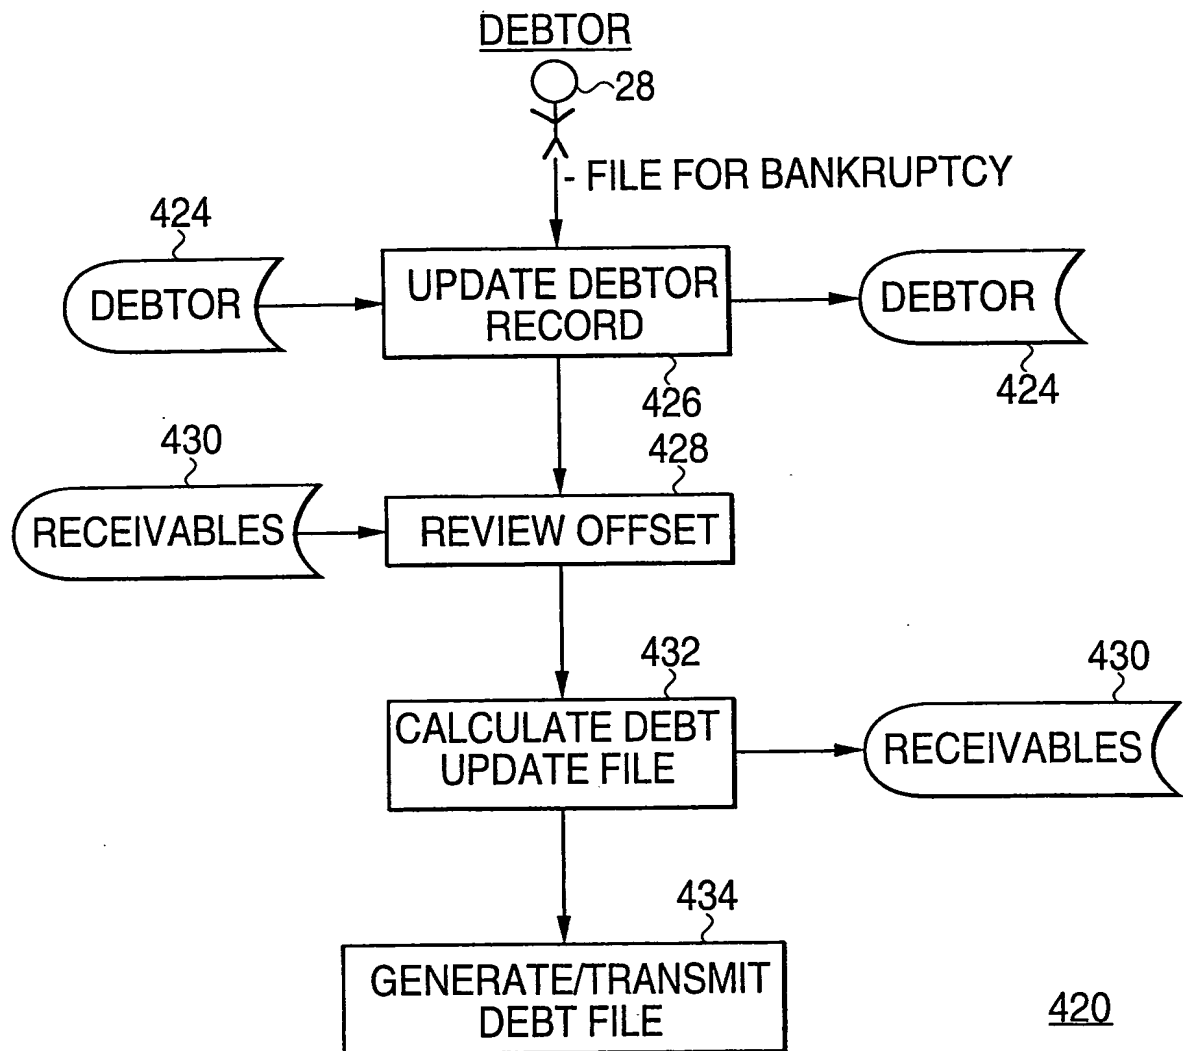 DEBTOR
28
- FILE FOR BANKRUPTCY
424
DEBTOR
UPDATE DEBTOR
RECORD
DEBTOR
426
424
430
428
RECEIVABLES
REVIEW OFFSET
432
430
CALCULATE DEBT
UPDATE FILE
RECEIVABLES
434
GENERATE/TRANSMIT
DEBT FILE
420